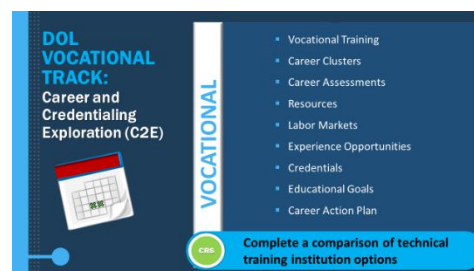 DOL
VOCATIONAL
TRACK:
Career and
Credentialing
Exploration (C2E)
VOCATIONAL
Vocational Training
Career Clusters
Career Assessments
Resources
Labor Markets
Experience Opportunities
Credentials
Educational Goals
Career Action Plan
CRS
Complete a comparison of technical
training institution options